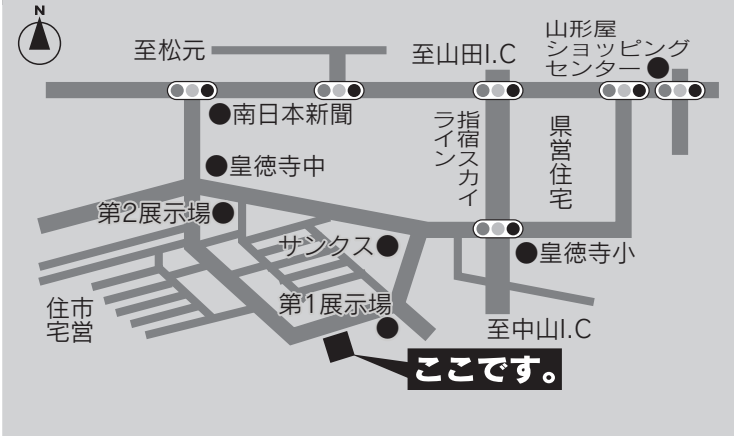 N
至松元
至山田I.C
山形屋
ショッピング
センター
南日本新聞
指宿スカイ
ライン
県営住宅
皇徳寺中
第2展示場
サンクス
皇徳寺小
市営
住宅
第1展示場
至中山I.C
ここです。